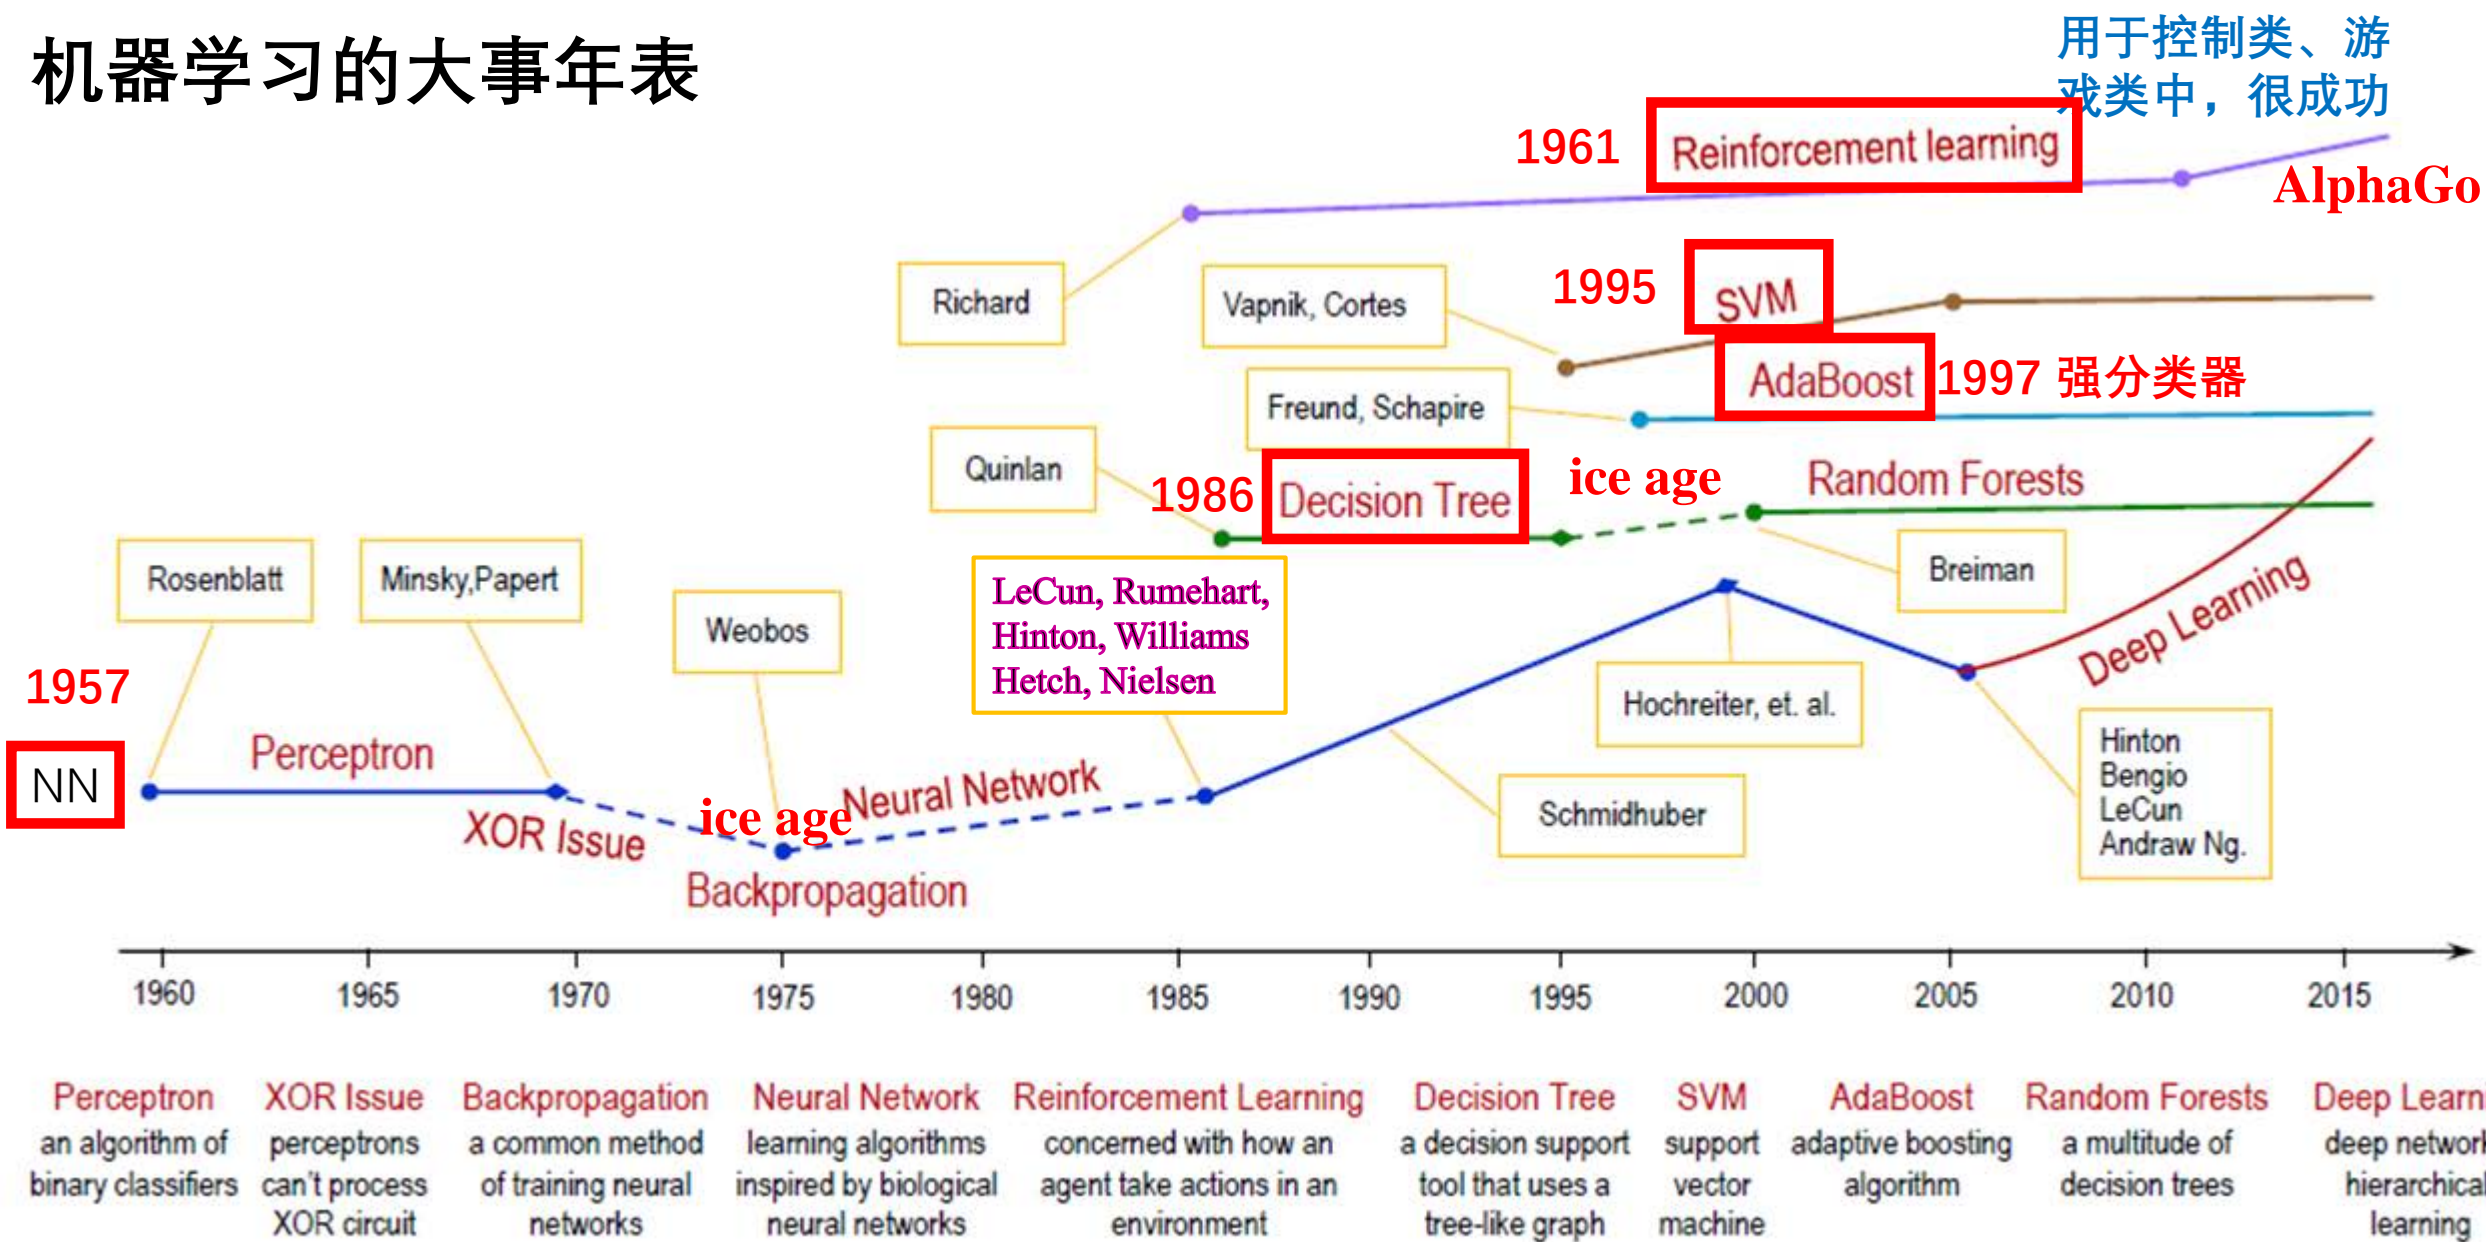 机器学习的大事年表
用于控制类、游
戏类中，很成功
1961
Reinforcement learning
AlphaGo
Richard
Vapnik, Cortes
1995
SVM
Freund, Schapire
AdaBoost
1997 强分类器
Quinlan
1986
Decision Tree
ice age
Random Forests
Breiman
Rosenblatt
Minsky,Papert
Weobos
LeCun, Rumehart,
Hinton, Williams
Hetch, Nielsen
Deep Learning
Hochreiter, et. al.
1957
NN
Perceptron
XOR Issue
ice age
Neural Network
Backpropagation
Schmidhuber
Hinton
Bengio
LeCun
Andraw Ng.
1960 1965 1970 1975 1980 1985 1990 1995 2000 2005 2010 2015
Perceptron
an algorithm of
binary classifiers
XOR Issue
perceptrons
can't process
XOR circuit
Backpropagation
a common method
of training neural
networks
Neural Network
learning algorithms
inspired by biological
neural networks
Reinforcement Learning
concerned with how an
agent take actions in an
environment
Decision Tree
a decision support
tool that uses a
tree-like graph
SVM
support
vector
machine
AdaBoost
adaptive boosting
algorithm
Random Forests
a multitude of
decision trees
Deep Learni
deep network
hierarchical
learning